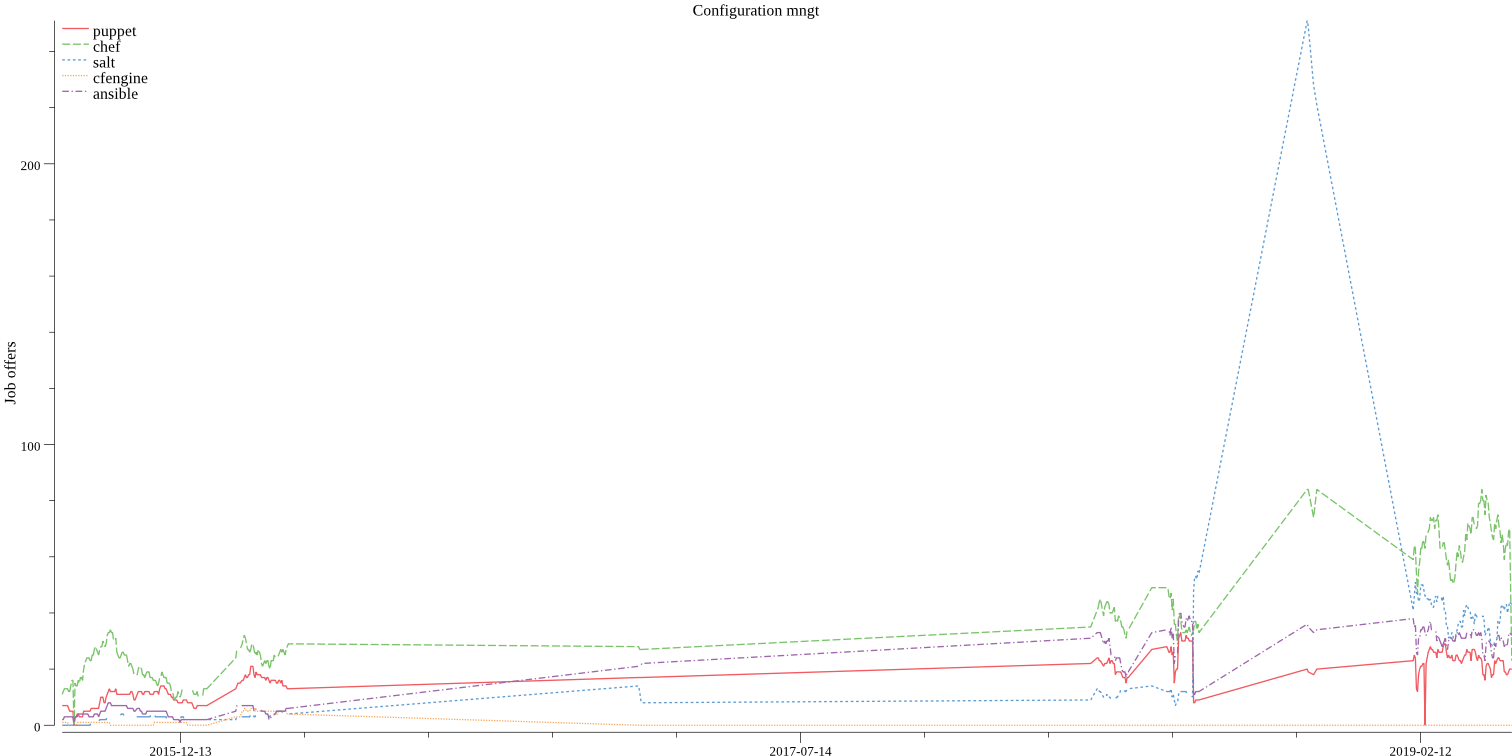 Configuration mngt
puppet
chef
salt
cfengine
ansible
Job offers
200
100
0
2015-12-13
2017-07-14
2019-02-12